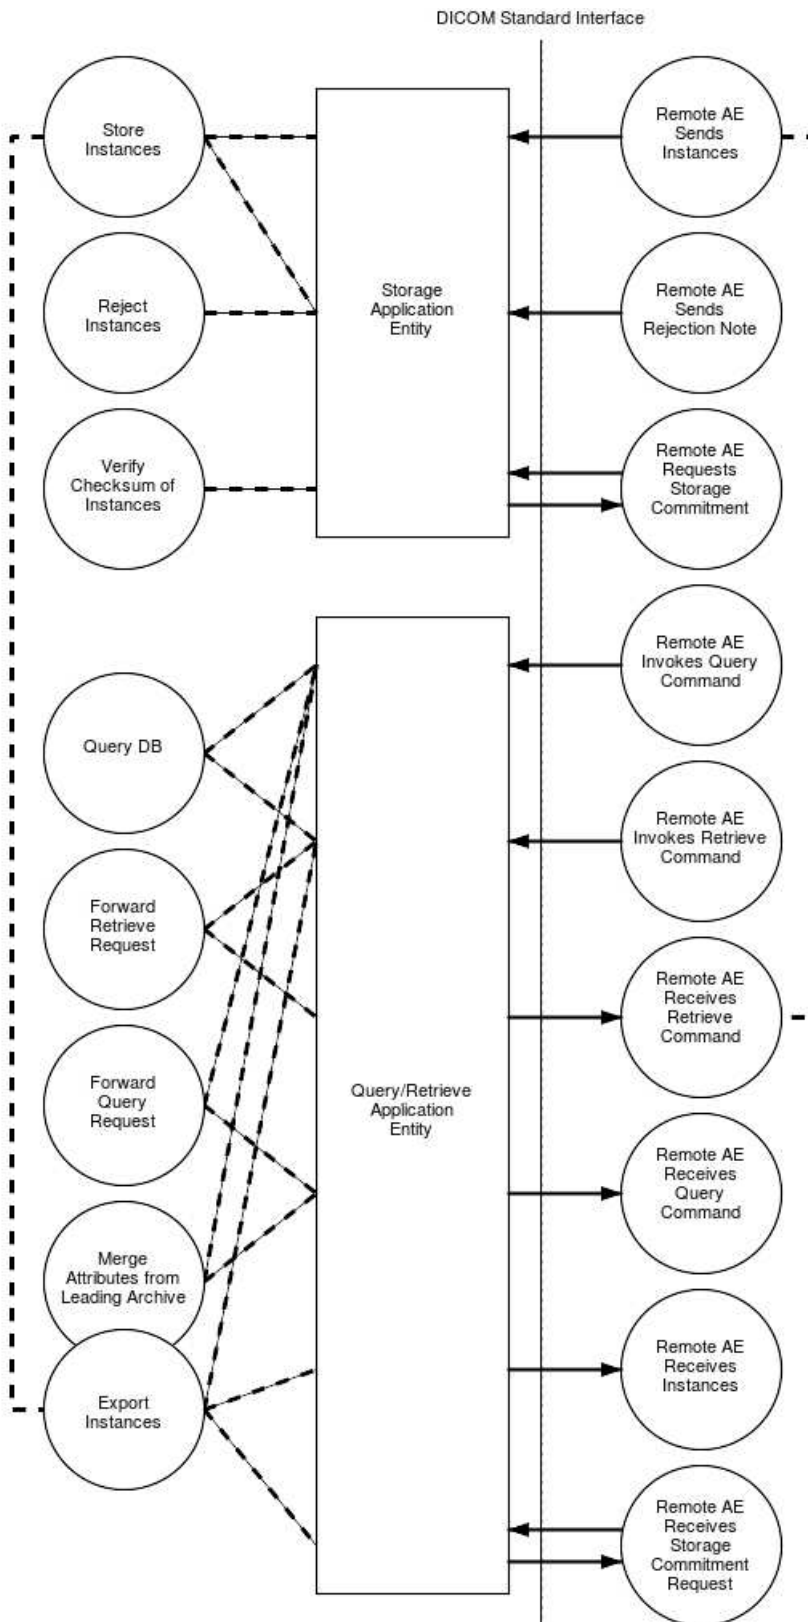 DICOM Standard Interface
Store
Instances
Remote AE
Sends
Instances
Reject
Instances
Storage
Application
Entity
Remote AE
Sends
Rejection Note
Verify
Checksum of
Instances
Remote AE
Requests
Storage
Commitment
Remote AE
Invokes Query
Command
Query DB
Remote AE
Invokes Retrieve
Command
Forward
Retrieve
Request
Remote AE
Receives
Retrieve
Command
Forward
Query
Request
Query/Retrieve
Application
Entity
Remote AE
Receives
Query
Command
Merge
Attributes from
Leading Archive
Remote AE
Receives
Instances
Export
Instances
Remote AE
Receives
Storage
Commitment
Request